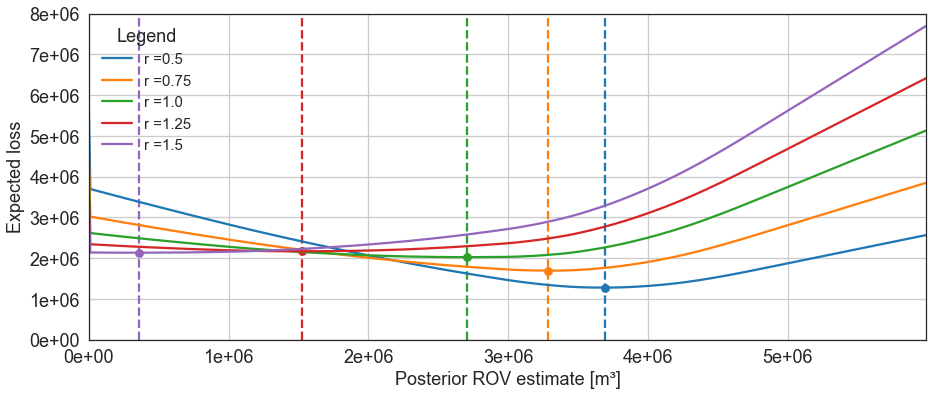 8e+06
7e+06
6e+06
5e+06
4e+06
3e+06
2e+06
1e+06
0e+00
Expected loss
Legend
r =0.5
r =0.75
r =1.0
r =1.25
r =1.5
0e+00 1e+06 2e+06 3e+06 4e+06 5e+06
Posterior ROV estimate [m³]